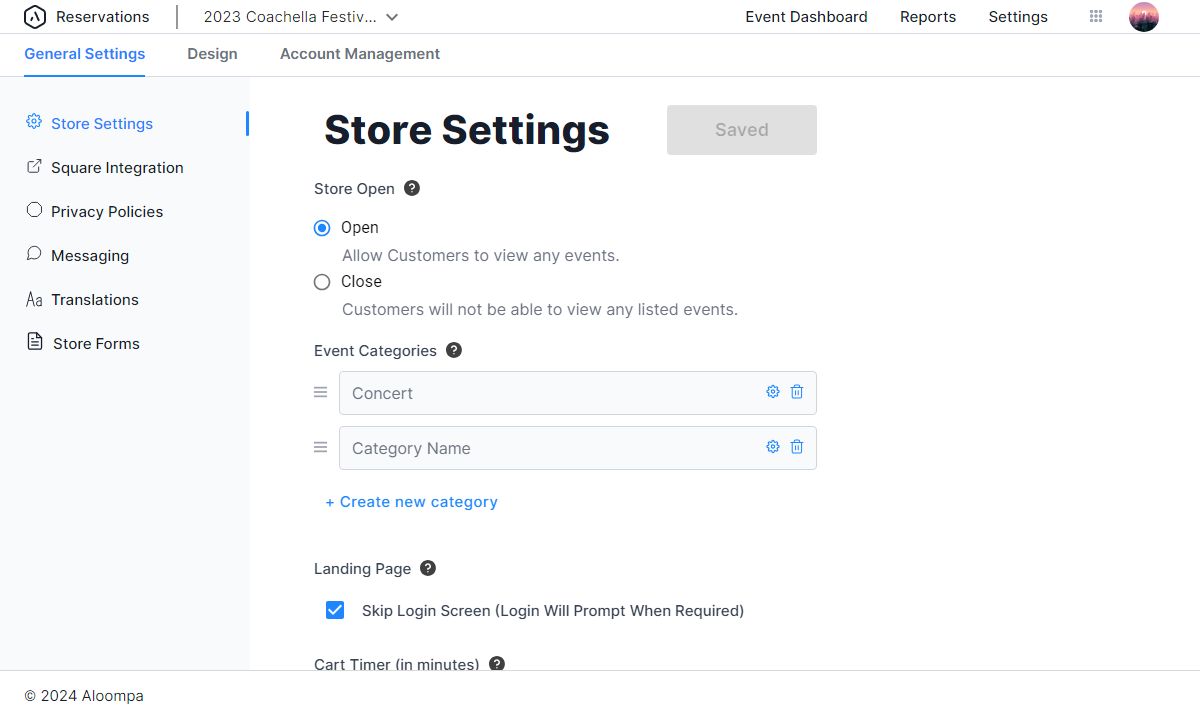 Reservations
2023 Coachella Festiv...
Event Dashboard
Reports
Settings
General Settings
Design
Account Management
Store Settings
Square Integration
Privacy Policies
Messaging
Aa Translations
Store Forms
Store Settings
Saved
Store Open ?
Open
Allow Customers to view any events.
Close
Customers will not be able to view any listed events.
Event Categories ?
Concert
Category Name
+ Create new category
Landing Page ?
Skip Login Screen (Login Will Prompt When Required)
Cart Timer (in minutes) ?
© 2024 Aloompa